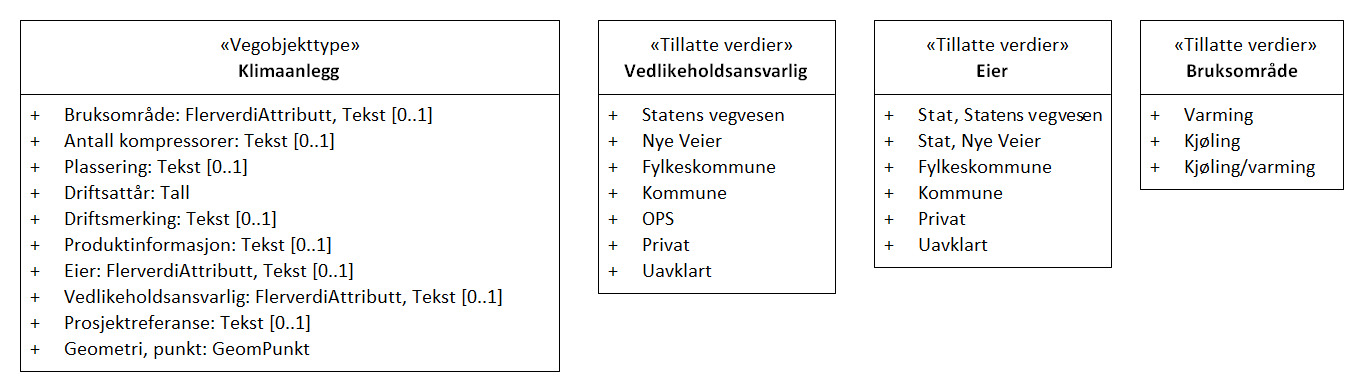 «Vegobjekttype»
Klimaanlegg
+ Bruksområde: FlerverdiAttributt, Tekst [0..1]
+ Antall kompressorer: Tekst [0..1]
+ Plassering: Tekst [0..1]
+ Driftsattår: Tall
+ Driftsmerking: Tekst [0..1]
+ Produktinformasjon: Tekst [0..1]
+ Eier: FlerverdiAttributt, Tekst [0..1]
+ Vedlikeholdsansvarlig: FlerverdiAttributt, Tekst [0..1]
+ Prosjektreferanse: Tekst [0..1]
+ Geometri, punkt: GeomPunkt
«Tillatte verdier»
Vedlikeholdsansvarlig
+ Statens vegvesen
+ Nye Veier
+ Fylkeskommune
+ Kommune
+ OPS
+ Privat
+ Uavklart
«Tillatte verdier»
Eier
+ Stat, Statens vegvesen
+ Stat, Nye Veier
+ Fylkeskommune
+ Kommune
+ Privat
+ Uavklart
«Tillatte verdier»
Bruksområde
+ Varming
+ Kjøling
+ Kjøling/varming